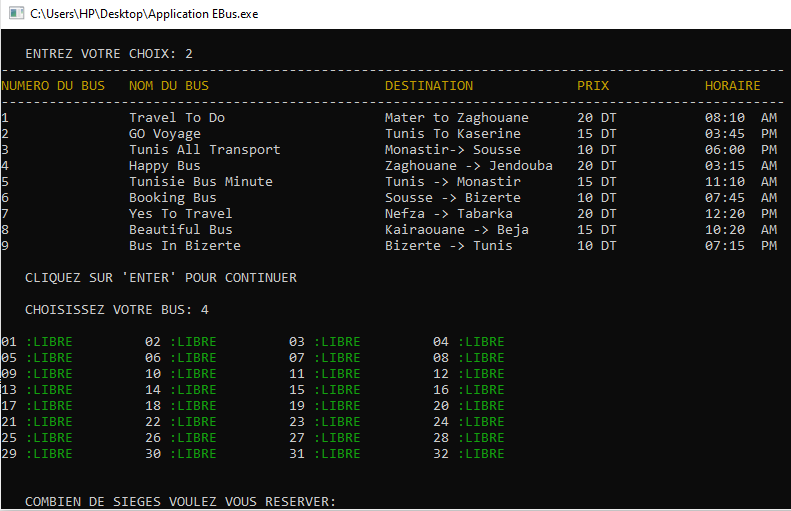 C:\Users\HP\Desktop\Application EBus.exe
ENTREZ VOTRE CHOIX: 2
--------------------------------------------------------------------------------------------------
NUMERO DU BUS   NOM DU BUS                      DESTINATION             PRIX            HORAIRE
--------------------------------------------------------------------------------------------------
1               Travel To Do                    Mater to Zaghouane      20 DT           08:10  AM
2               GO Voyage                       Tunis To Kaserine       15 DT           03:45  PM
3               Tunis All Transport             Monastir-> Sousse       10 DT           06:00  PM
4               Happy Bus                       Zaghouane -> Jendouba   20 DT           03:15  AM
5               Tunisie Bus Minute              Tunis -> Monastir       15 DT           11:10  AM
6               Booking Bus                     Sousse -> Bizerte       10 DT           07:45  AM
7               Yes To Travel                   Nefza -> Tabarka        20 DT           12:20  PM
8               Beautiful Bus                   Kairaouane -> Beja      15 DT           10:20  AM
9               Bus In Bizerte                  Bizerte -> Tunis        10 DT           07:15  PM
CLIQUEZ SUR 'ENTER' POUR CONTINUER
CHOISISSEZ VOTRE BUS: 4
01 :LIBRE         02 :LIBRE         03 :LIBRE         04 :LIBRE
05 :LIBRE         06 :LIBRE         07 :LIBRE         08 :LIBRE
09 :LIBRE         10 :LIBRE         11 :LIBRE         12 :LIBRE
13 :LIBRE         14 :LIBRE         15 :LIBRE         16 :LIBRE
17 :LIBRE         18 :LIBRE         19 :LIBRE         20 :LIBRE
21 :LIBRE         22 :LIBRE         23 :LIBRE         24 :LIBRE
25 :LIBRE         26 :LIBRE         27 :LIBRE         28 :LIBRE
29 :LIBRE         30 :LIBRE         31 :LIBRE         32 :LIBRE
COMBIEN DE SIEGES VOULEZ VOUS RESERVER: